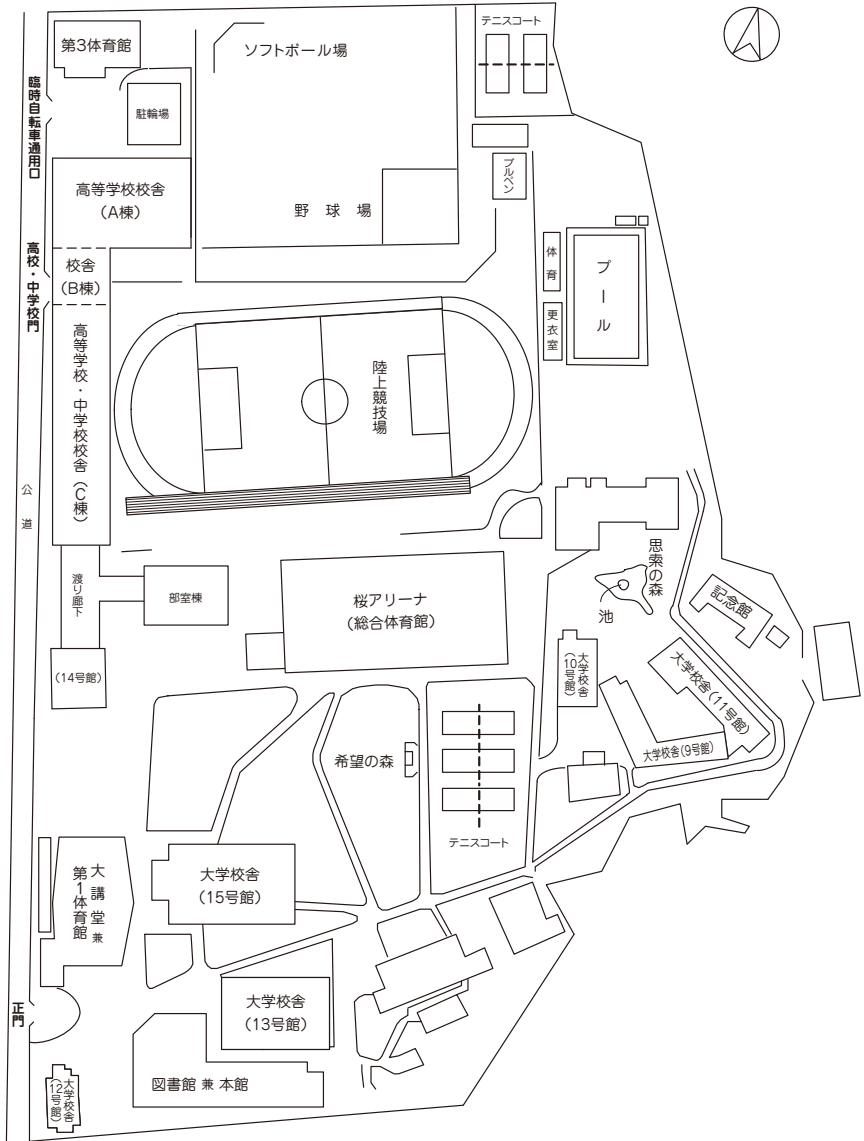 テニスコート
第3体育館
ソフトボール場
臨時自転車通用口
駐輪場
ブルペン
高等学校校舎
(A棟)
野球場
高校・中学校門
校舎
(B棟)
体育
更衣室
プール
高等学校・中学校校舎(C棟)
陸上競技場
公道
思索の森
渡り廊下
部室棟
桜アリーナ
(総合体育館)
池
記念館
(14号館)
大学校舎
(10号館)
大学校舎(11号館)
大学校舎(9号館)
希望の森
テニスコート
大講堂 兼
第1体育館
大学校舎
(15号館)
正門
大学校舎
(13号館)
図書館 兼 本館
大学校舎
(12号館)